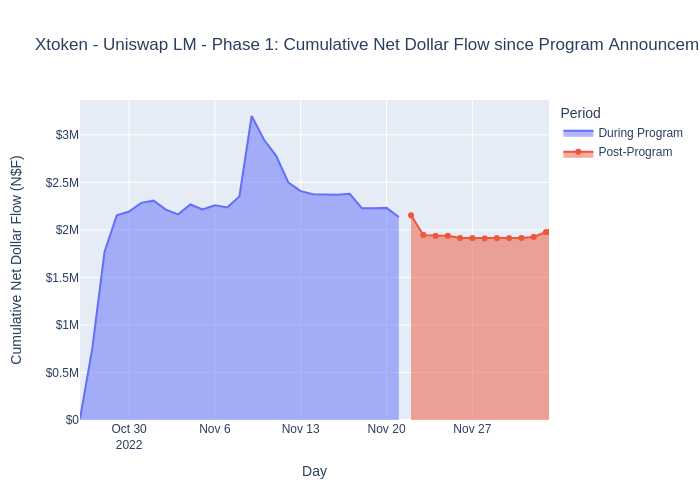 Xtoken - Uniswap LM - Phase 1: Cumulative Net Dollar Flow since Program Announcem
Period
During Program
Post-Program
Cumulative Net Dollar Flow (N$F)
$3M
$2.5M
$2M
$1.5M
$1M
$0.5M
$0
Oct 30
2022
Nov 6
Nov 13
Nov 20
Nov 27
Day